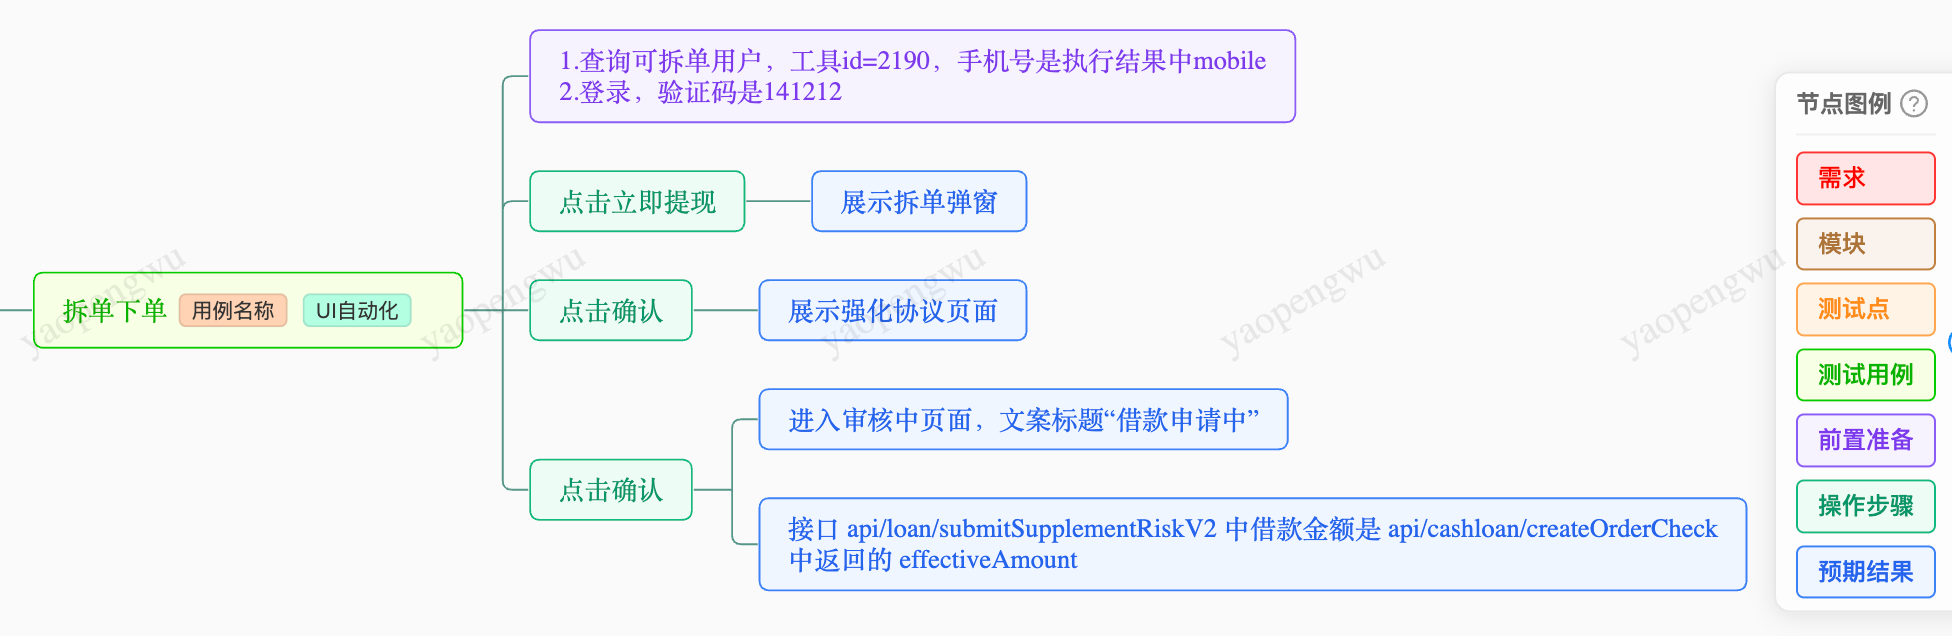 1.查询可拆单用户，工具id=2190，手机号是执行结果中mobile
2.登录，验证码是141212
点击立即提现
展示拆单弹窗
拆单下单
用例名称
UI自动化
点击确认
展示强化协议页面
点击确认
进入审核中页面，文案标题“借款申请中”
接口 api/loan/submitSupplementRiskV2 中借款金额是 api/cashloan/createOrderCheck
中返回的 effectiveAmount
节点图例 ?
需求
模块
测试点
测试用例
前置准备
操作步骤
预期结果
yaopengwu
yaopengwu
yaopengwu
yaopengwu
yaopengwu